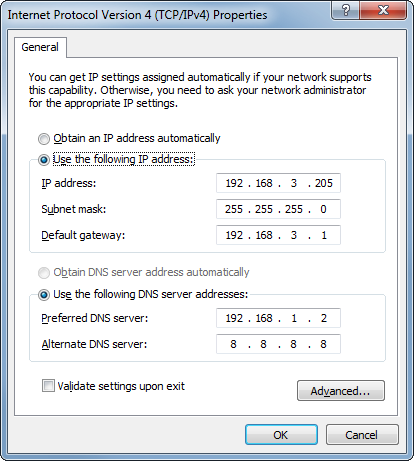 Internet Protocol Version 4 (TCP/IPv4) Properties
?
General
You can get IP settings assigned automatically if your network supports
this capability. Otherwise, you need to ask your network administrator
for the appropriate IP settings.
Obtain an IP address automatically
Use the following IP address:
IP address: 192 . 168 . 3 . 205
Subnet mask: 255 . 255 . 255 . 0
Default gateway: 192 . 168 . 3 . 1
Obtain DNS server address automatically
Use the following DNS server addresses:
Preferred DNS server: 192 . 168 . 1 . 2
Alternate DNS server: 8 . 8 . 8 . 8
Validate settings upon exit
Advanced...
OK Cancel